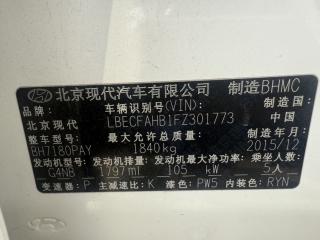 北京现代汽车有限公司 制造BHMC
品牌: 车辆识别号(VIN): 制造国:
北京现代 LBECFAHB1FZ301773 中国
整车型号: 最大允许总质量: 制造年月:
BH7180PAY 1840kg 2015/12
发动机型号: 发动机排量: 发动机最大净功率: 乘坐人数:
G4NB 1797ml 105 kW 5人
变速器: P 主减速比: K 漆色: PW5 内装色: RYN